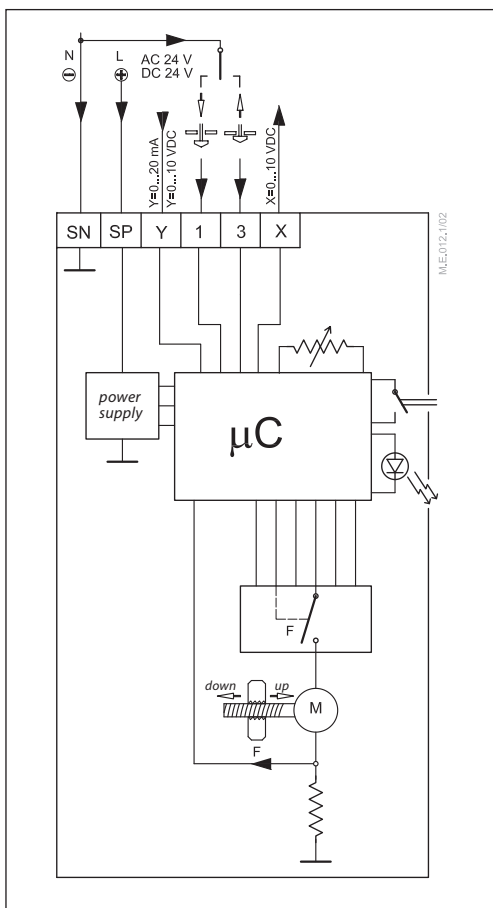 N L AC 24 V
DC 24 V
Y=0...20 mA
Y=0...10 VDC
X=0...10 VDC
SN SP Y 1 3 X
M.E.012.1/02
power
supply
µC
F
down up
M
F